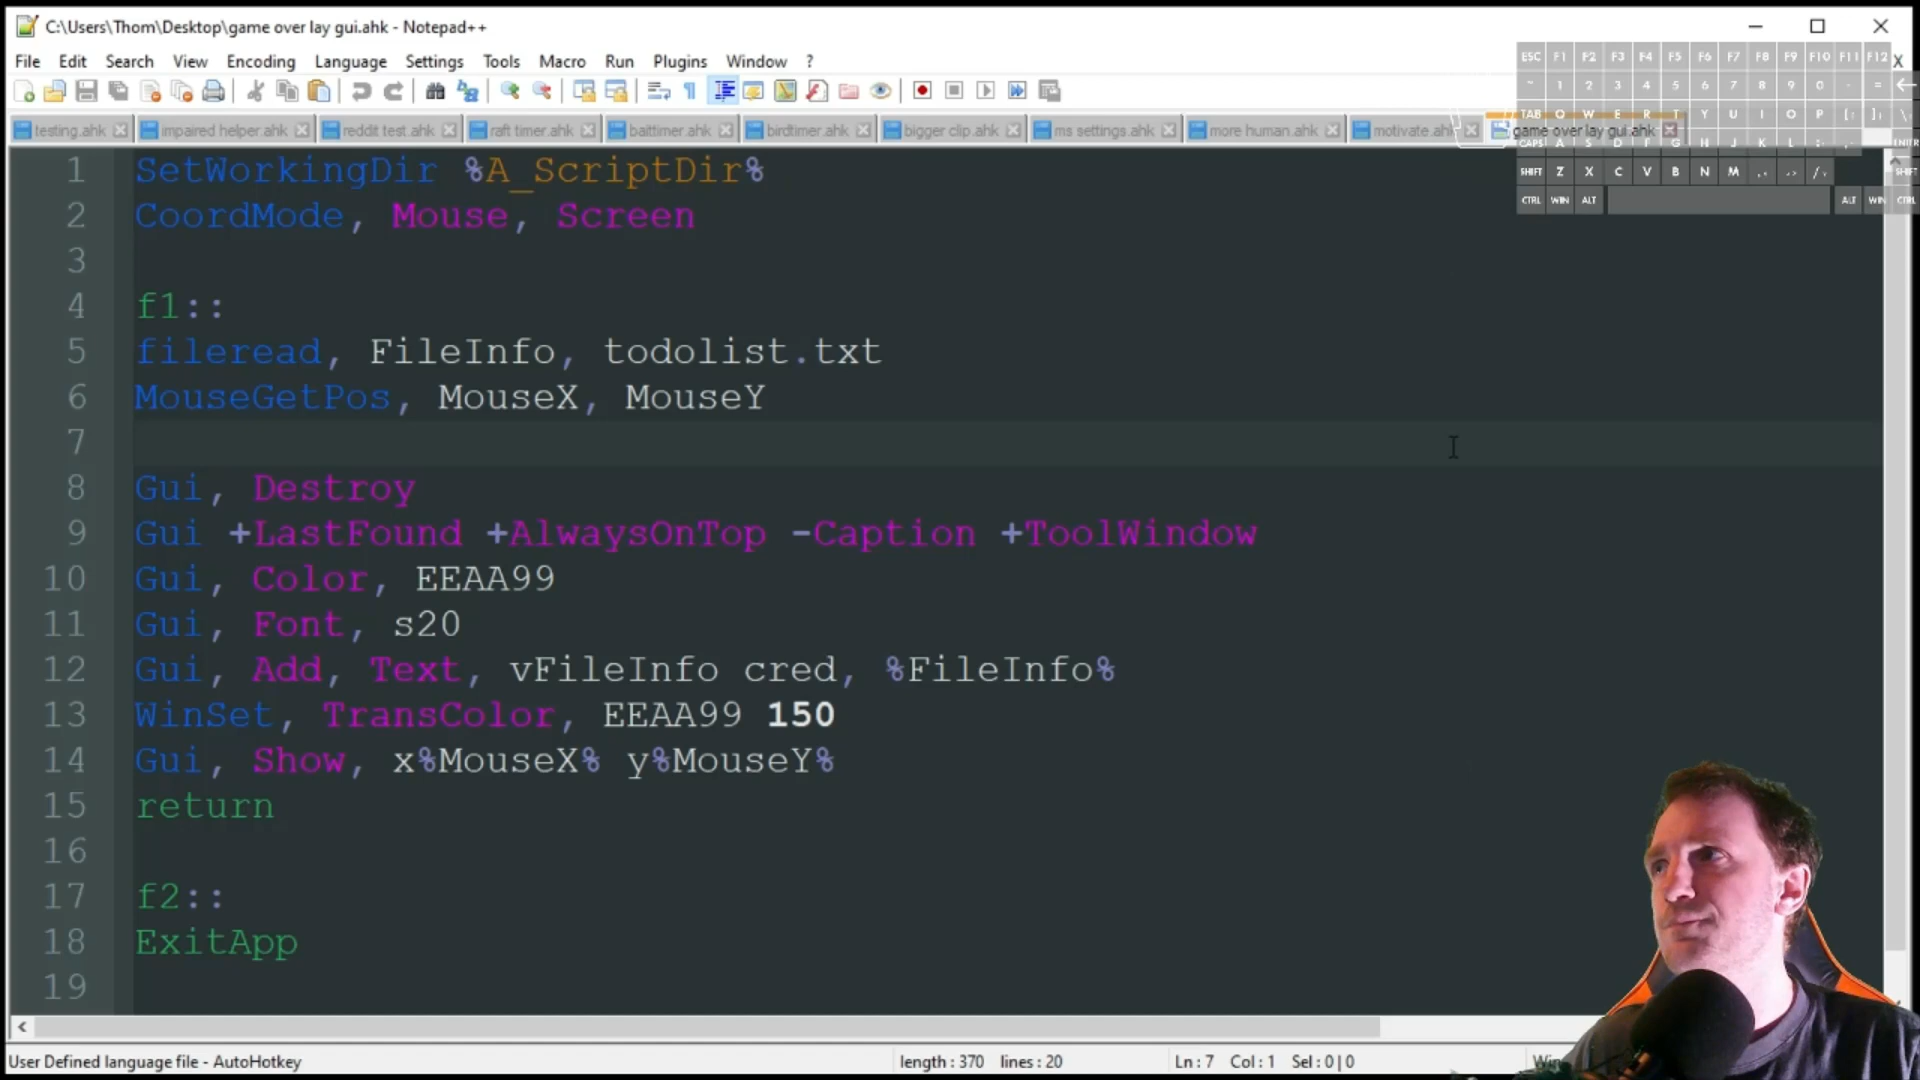 C:\Users\Thom\Desktop\game over lay gui.ahk - Notepad++
File Edit Search View Encoding Language Settings Tools Macro Run Plugins Window ? X
ESC F1 F2 F3 F4 F5 F6 F7 F8 F9 F10 F11 F12
~ 1 2 3 4 5 6 7 8 9 0 - =
TAB Q W E R T Y U I O P
testing.ahk impaired helper.ahk reddit test.ahk raft timer.ahk baittimer.ahk birdtimer.ahk bigger clip.ahk ms settings.ahk more human.ahk motivate.ahk game over lay gui.ahk
CAPS A S D F G H J K L ENTR
SHIFT Z X C V B N M SHIFT
CTRL WIN ALT ALT WIN CTRL
1 SetWorkingDir %A_ScriptDir%
2 CoordMode, Mouse, Screen
3
4 f1::
5 fileread, FileInfo, todolist.txt
6 MouseGetPos, MouseX, MouseY
7
8 Gui, Destroy
9 Gui +LastFound +AlwaysOnTop -Caption +ToolWindow
10 Gui, Color, EEAA99
11 Gui, Font, s20
12 Gui, Add, Text, vFileInfo cred, %FileInfo%
13 WinSet, TransColor, EEAA99 150
14 Gui, Show, x%MouseX% y%MouseY%
15 return
16
17 f2::
18 ExitApp
19
User Defined language file - AutoHotkey length : 370 lines : 20 Ln : 7 Col : 1 Sel : 0 | 0